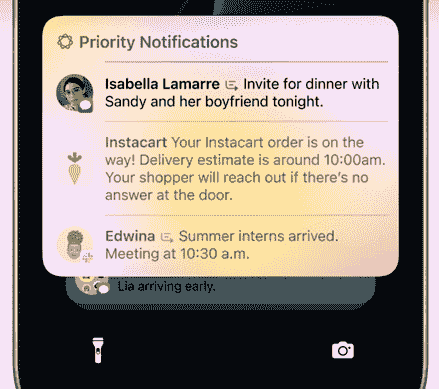 Priority Notifications
Isabella Lamarre Invite for dinner with
Sandy and her boyfriend tonight.
Instacart Your Instacart order is on the
way! Delivery estimate is around 10:00am.
Your shopper will reach out if there's no
answer at the door.
Edwina Summer interns arrived.
Meeting at 10:30 a.m.
Lia arriving early.